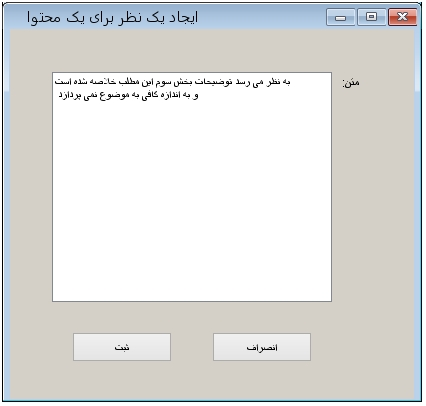 ایجاد یک نظر برای یک محتوا
متن:
به نظر می رسد توضیحات بخش سوم این مطلب خلاصه شده است
و به اندازه کافی به موضوع نمی پردازد
انصراف
ثبت